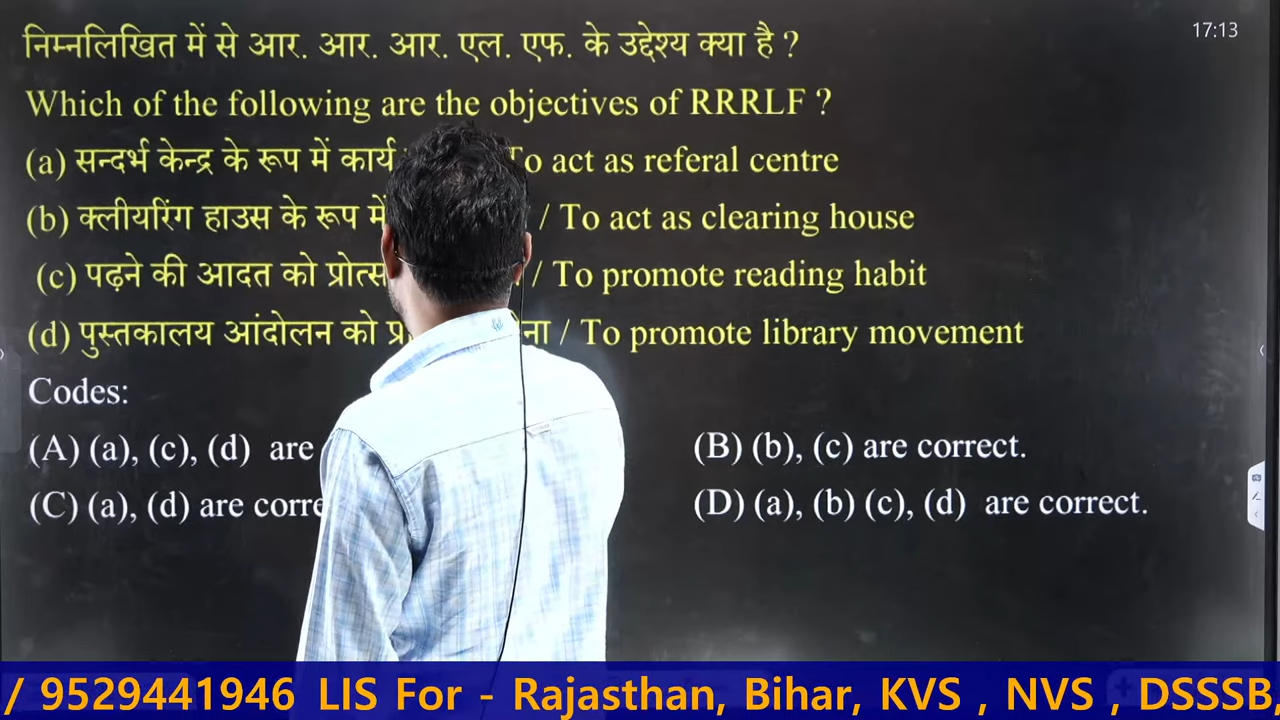 17:13
निम्नलिखित में से आर. आर. आर. एल. एफ. के उद्देश्य क्या है ?
Which of the following are the objectives of RRRLF ?
(a) सन्दर्भ केन्द्र के रूप में कार्य To act as referal centre
(b) क्लीयरिंग हाउस के रूप में / To act as clearing house
(c) पढ़ने की आदत को / To promote reading habit
(d) पुस्तकालय आंदोलन को / To promote library movement
Codes:
(A) (a), (c), (d) are
(B) (b), (c) are correct.
(C) (a), (d) are
(D) (a), (b) (c), (d) are correct.
/ 9529441946 LIS For - Rajasthan, Bihar, KVS , NVS , DSSSB,